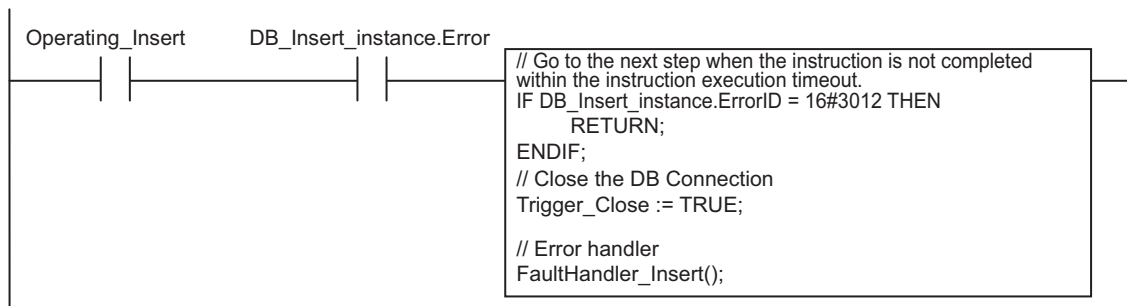 Operating_Insert DB_Insert_instance.Error
// Go to the next step when the instruction is not completed
within the instruction execution timeout.
IF DB_Insert_instance.ErrorID = 16#3012 THEN
RETURN;
ENDIF;
// Close the DB Connection
Trigger_Close := TRUE;
// Error handler
FaultHandler_Insert();